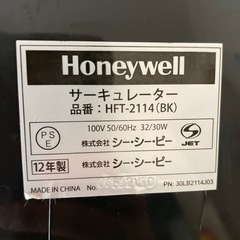 Honeywell
サーキュレーター
品番：HFT-2114(BK)
100V 50/60Hz 32/30W
PSE
株式会社 シー・シー・ピー
12年製
株式会社 シー・シー・ピー
S JET
MADE IN CHINA No.
PN: 30LB2114J03